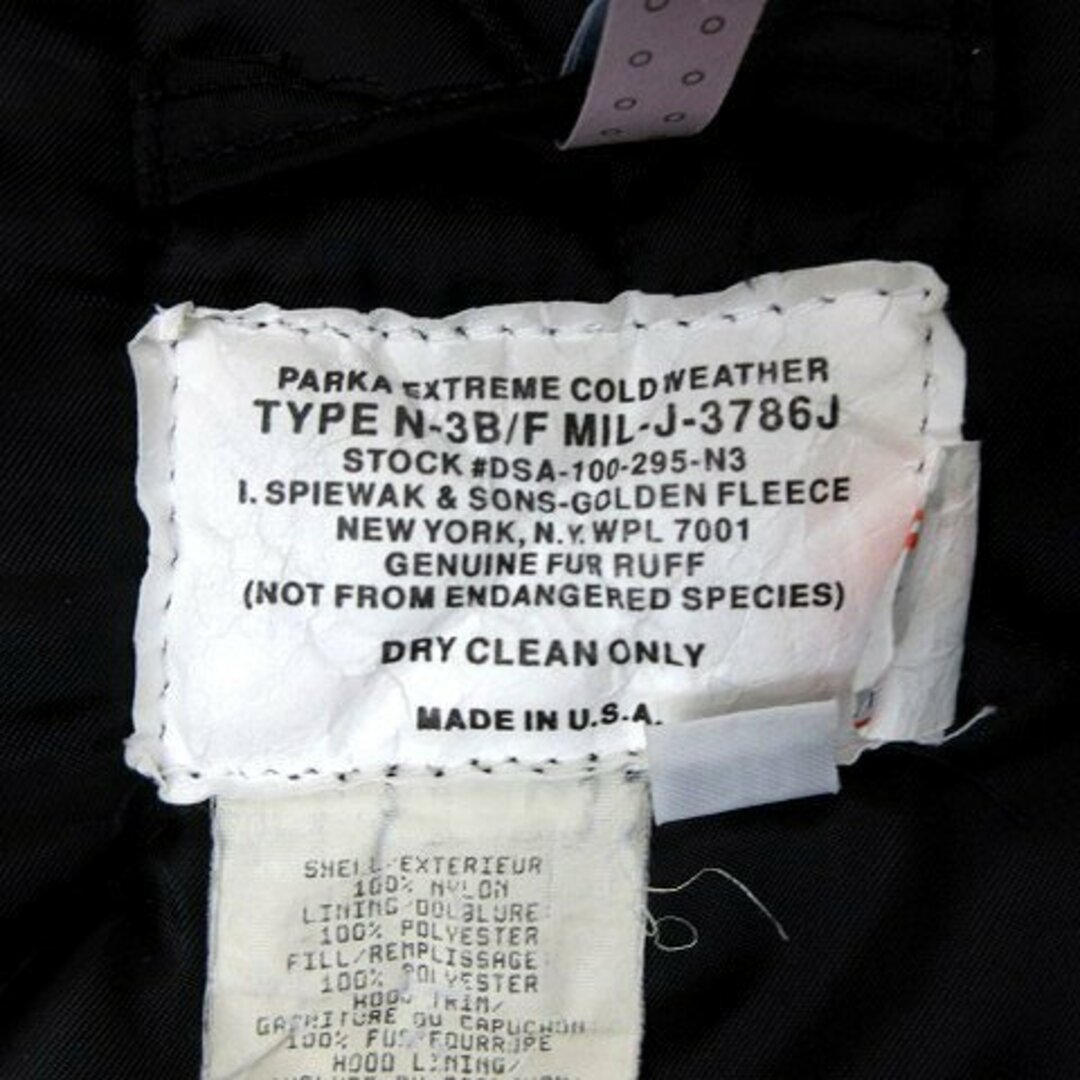 PARKA EXTREME COLD WEATHER
TYPE N-3B/F MIL-J-3786J
STOCK #DSA-100-295-N3
I. SPIEWAK & SONS-GOLDEN FLEECE
NEW YORK, N.Y. WPL 7001
GENUINE FUR RUFF
(NOT FROM ENDANGERED SPECIES)
DRY CLEAN ONLY
MADE IN U.S.A.
SHELL/EXTERIEUR
100% NYLON
LINING/DOUBLURE
100% POLYESTER
FILL/REMPLISSAGE
100% POLYESTER
HOOD TRIM/
GARNITURE DU CAPUCHON
100% FUR/FOURRURE
HOOD LINING/